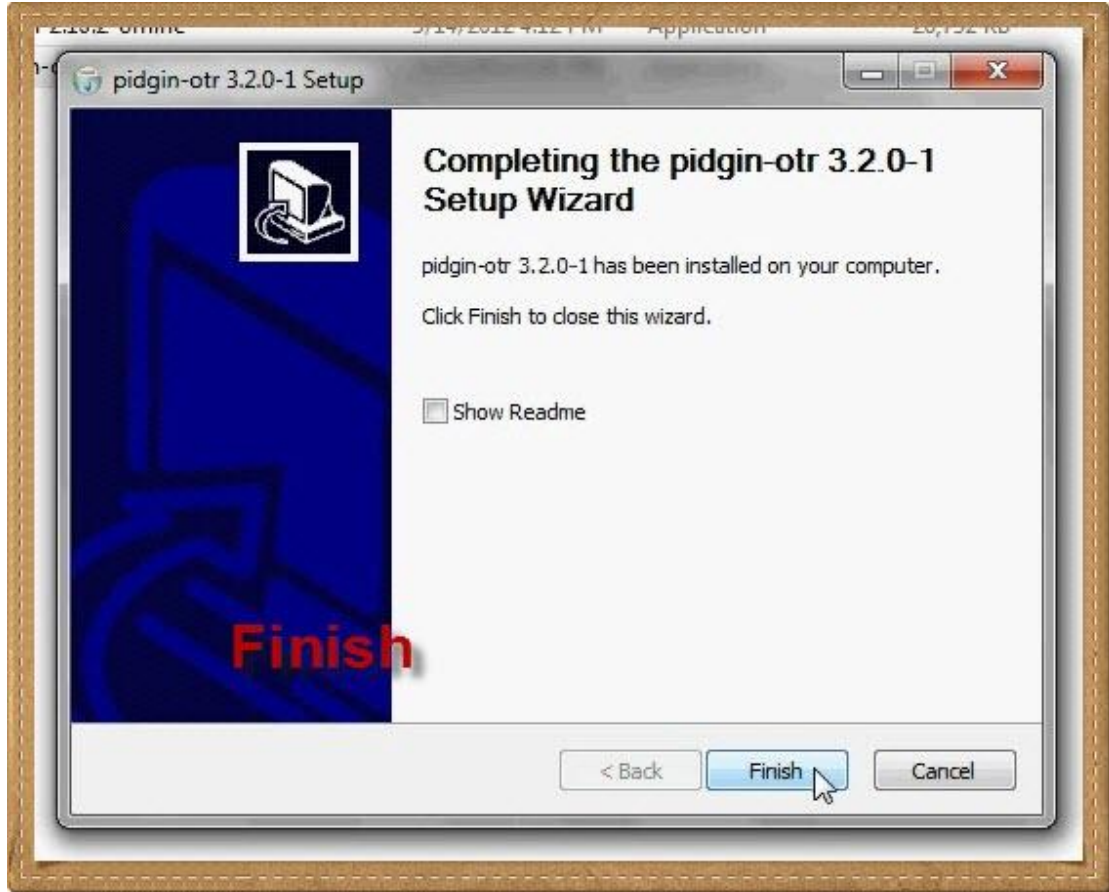 pidgin-otr 3.2.0-1 Setup
Completing the pidgin-otr 3.2.0-1
Setup Wizard
pidgin-otr 3.2.0-1 has been installed on your computer.
Click Finish to close this wizard.
Show Readme
Finish
< Back Finish Cancel